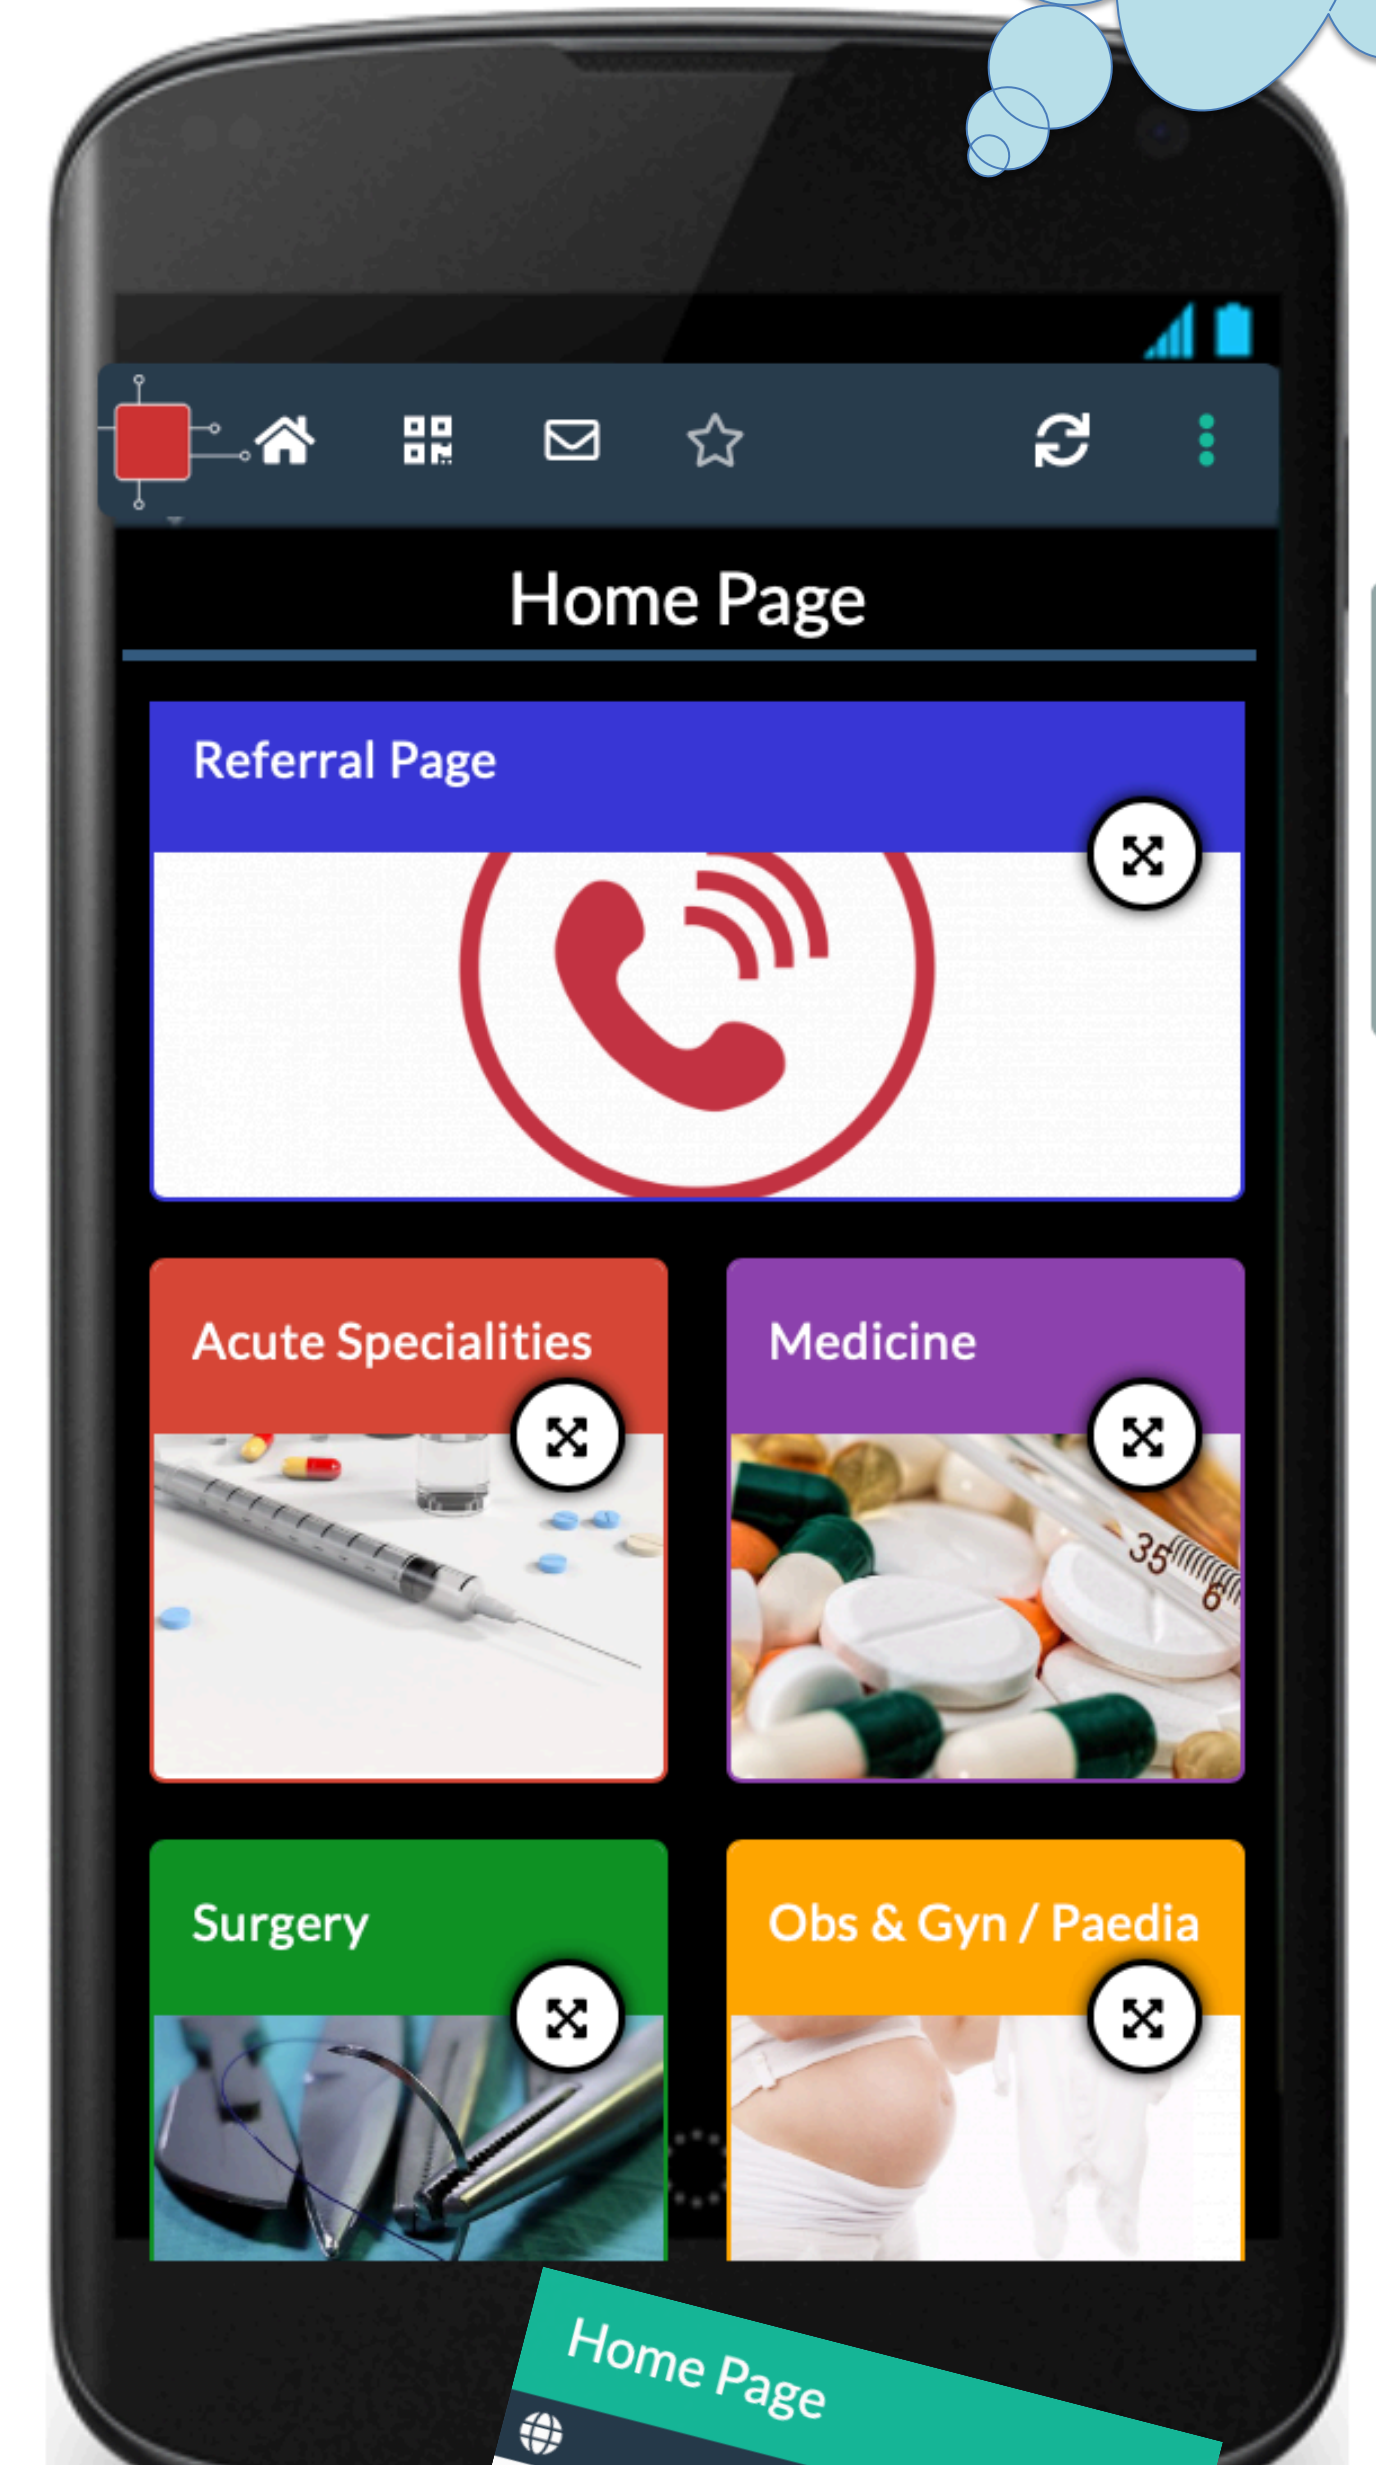 Home Page
Referral Page
Acute Specialities
Medicine
35
6
Surgery
Obs & Gyn / Paedia
Home Page